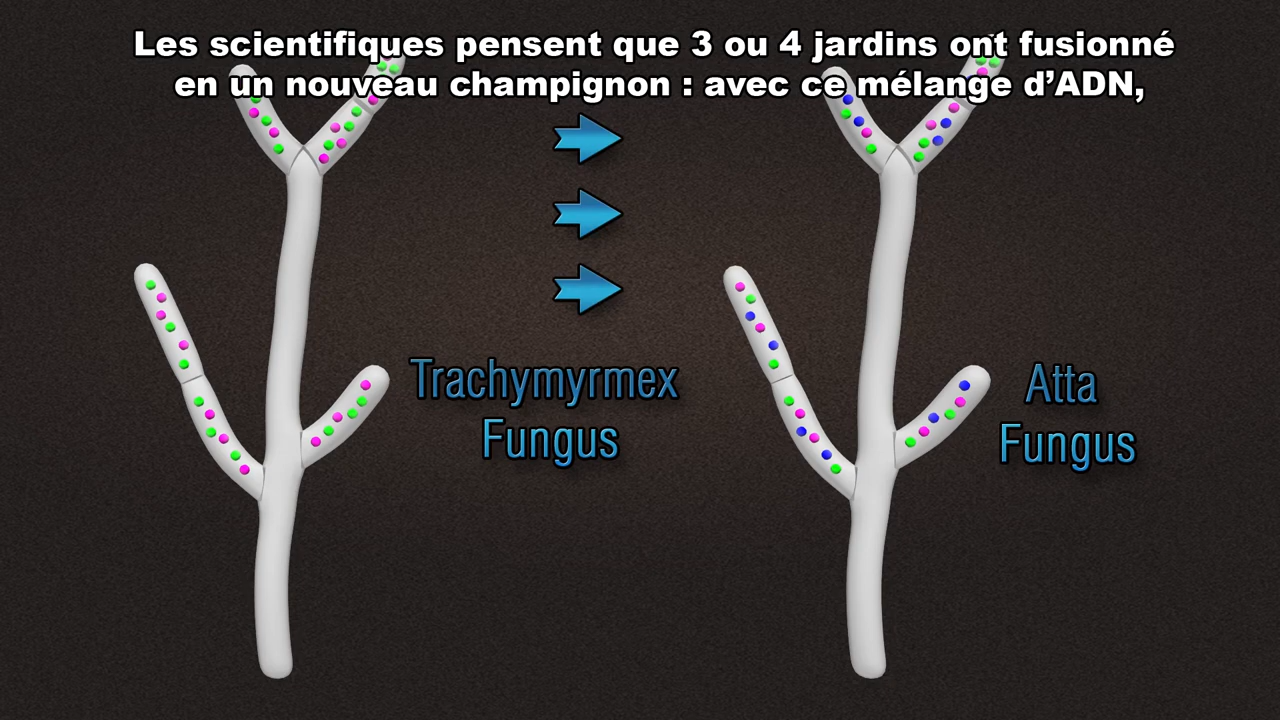 Les scientifiques pensent que 3 ou 4 jardins ont fusionné
en un nouveau champignon : avec ce mélange d’ADN,
Trachymyrmex
Fungus
Atta
Fungus